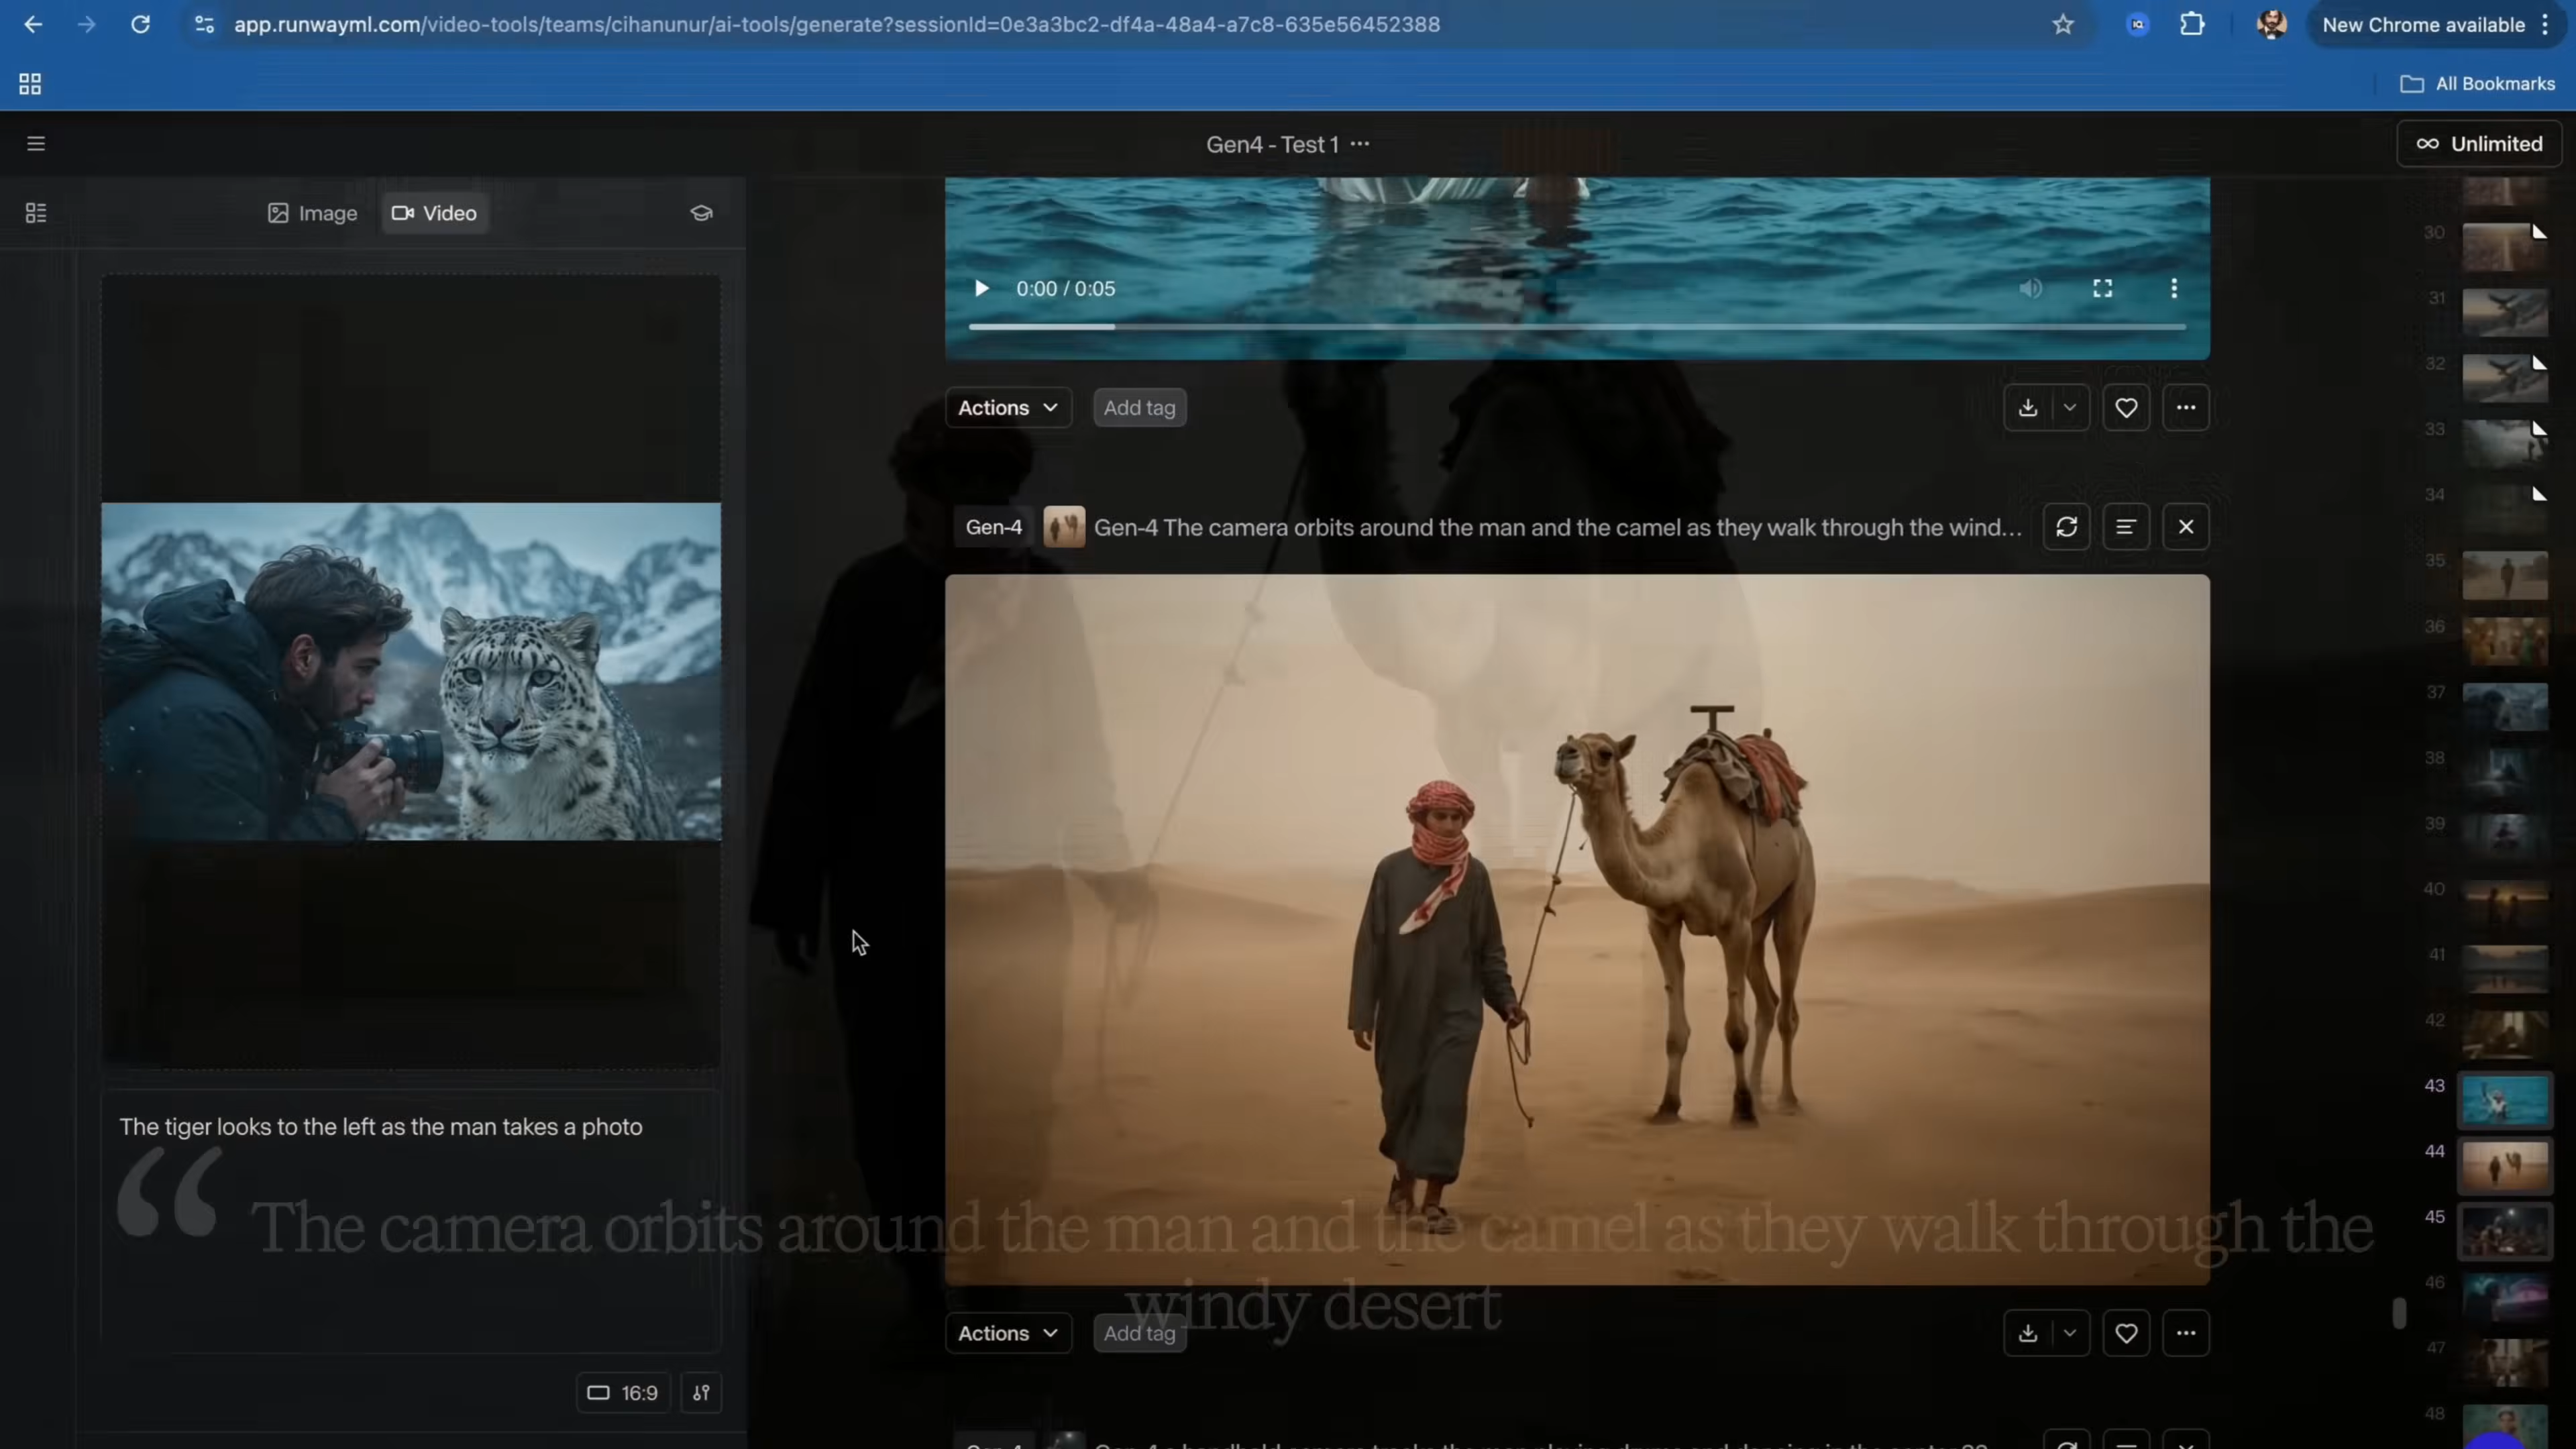 app.runwayml.com/video-tools/teams/cihanunur/ai-tools/generate?sessionId=0e3a3bc2-df4a-48a4-a7c8-635e56452388
New Chrome available
All Bookmarks
Gen4 - Test 1
Unlimited
Image
Video
0:00 / 0:05
Actions
Add tag
Gen-4
Gen-4 The camera orbits around the man and the camel as they walk through the wind...
The tiger looks to the left as the man takes a photo
“ The camera orbits around the man and the camel as they walk through the
windy desert
Actions
Add tag
16:9
30
31
32
33
34
35
36
37
38
39
40
41
42
43
44
45
46
47
48